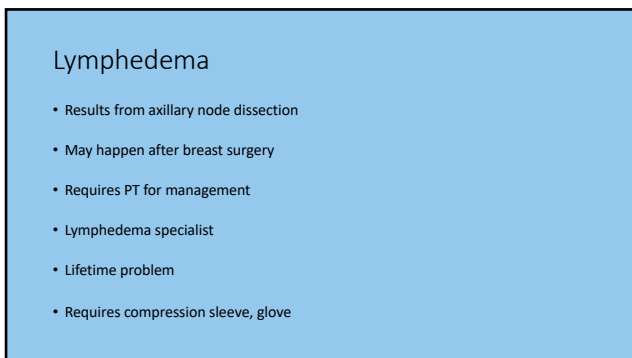 Lymphedema
• Results from axillary node dissection
• May happen after breast surgery
• Requires PT for management
• Lymphedema specialist
• Lifetime problem
• Requires compression sleeve, glove